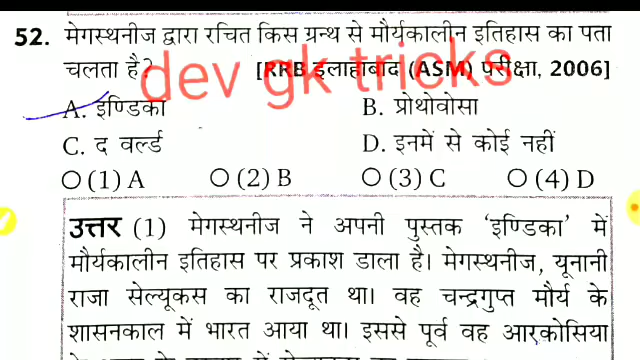 52. मेगस्थनीज द्वारा रचित किस ग्रन्थ से मौर्यकालीन इतिहास का पता
चलता है? [RRB इलाहाबाद (ASM) परीक्षा, 2006]
dev gk tricks
A. इण्डिका B. प्रोथोवोसा
C. द वर्ल्ड D. इनमें से कोई नहीं
O (1) A O (2) B O (3) C O (4) D
उत्तर (1) मेगस्थनीज ने अपनी पुस्तक ‘इण्डिका’ में
मौर्यकालीन इतिहास पर प्रकाश डाला है। मेगस्थनीज, यूनानी
राजा सेल्यूकस का राजदूत था। वह चन्द्रगुप्त मौर्य के
शासनकाल में भारत आया था। इससे पूर्व वह आरकोसिया